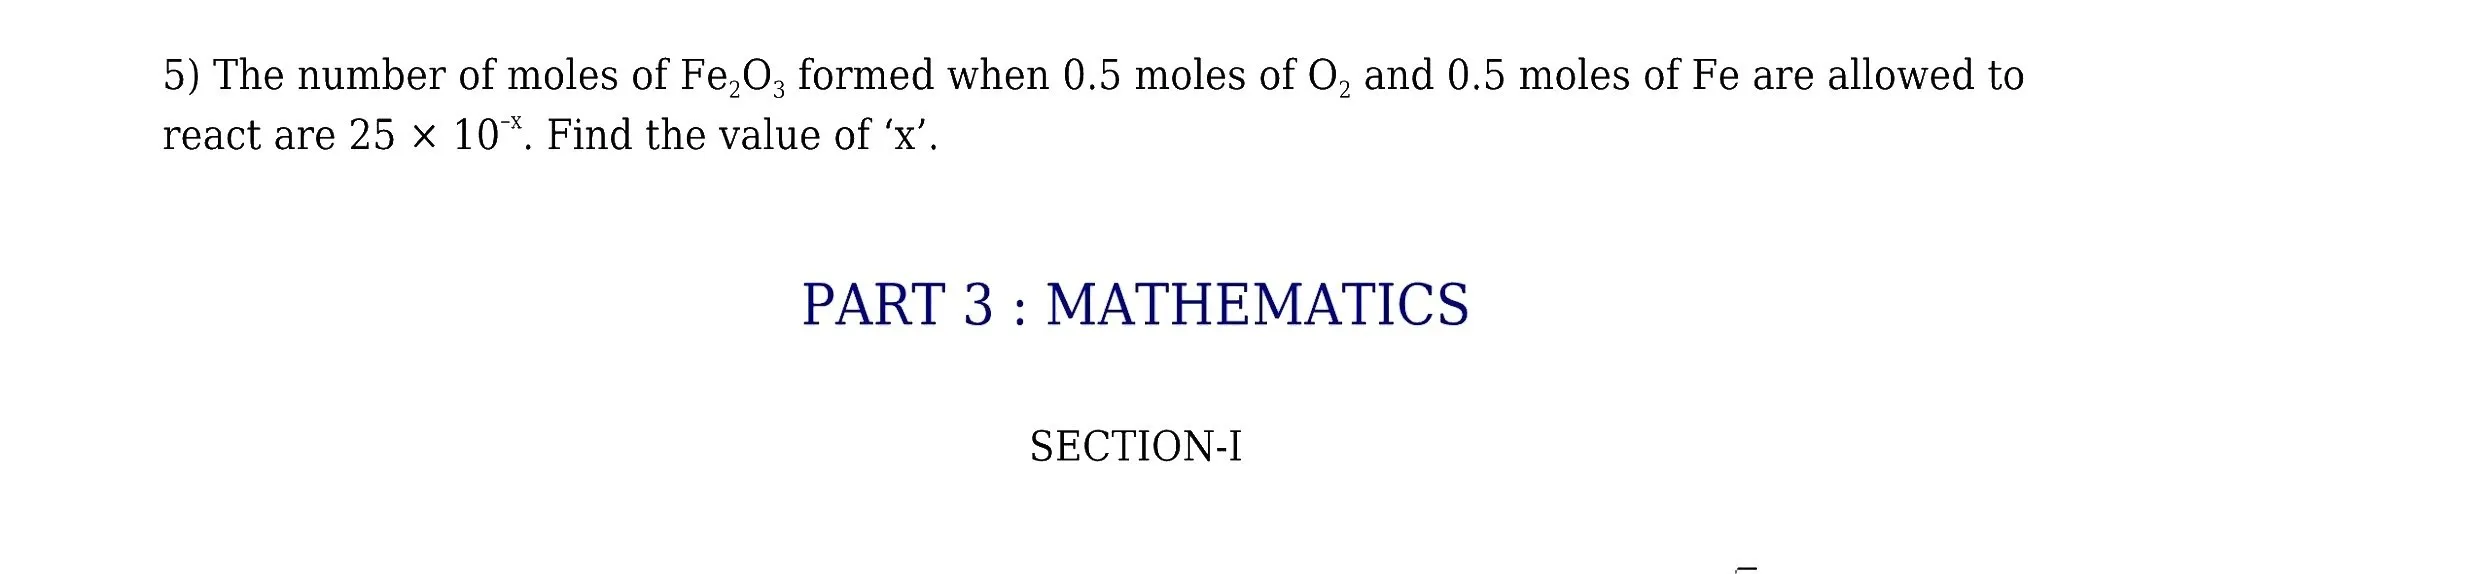 5) The number of moles of Fe₂O₃ formed when 0.5 moles of O₂ and 0.5 moles of Fe are allowed to
react are 25 × 10⁻ˣ. Find the value of ‘x’.
PART 3 : MATHEMATICS
SECTION-I